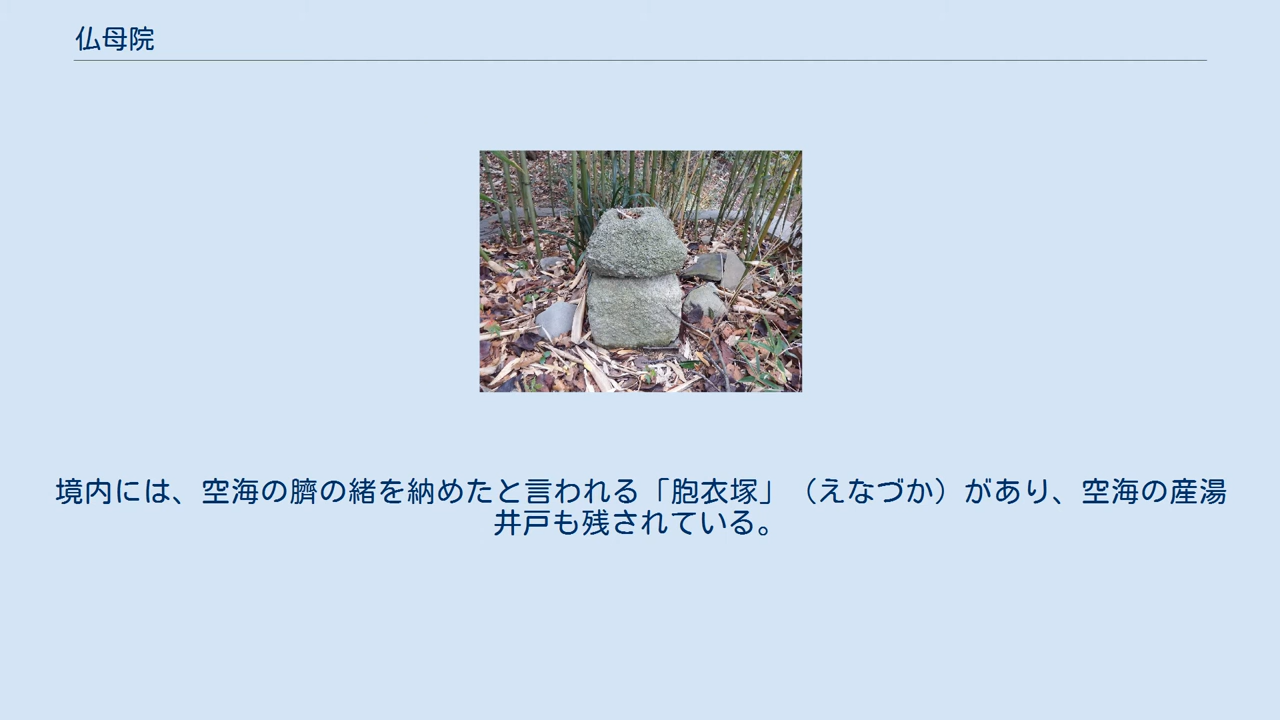 仏母院
境内には、空海の臍の緒を納めたと言われる「胞衣塚」（えなづか）があり、空海の産湯
井戸も残されている。